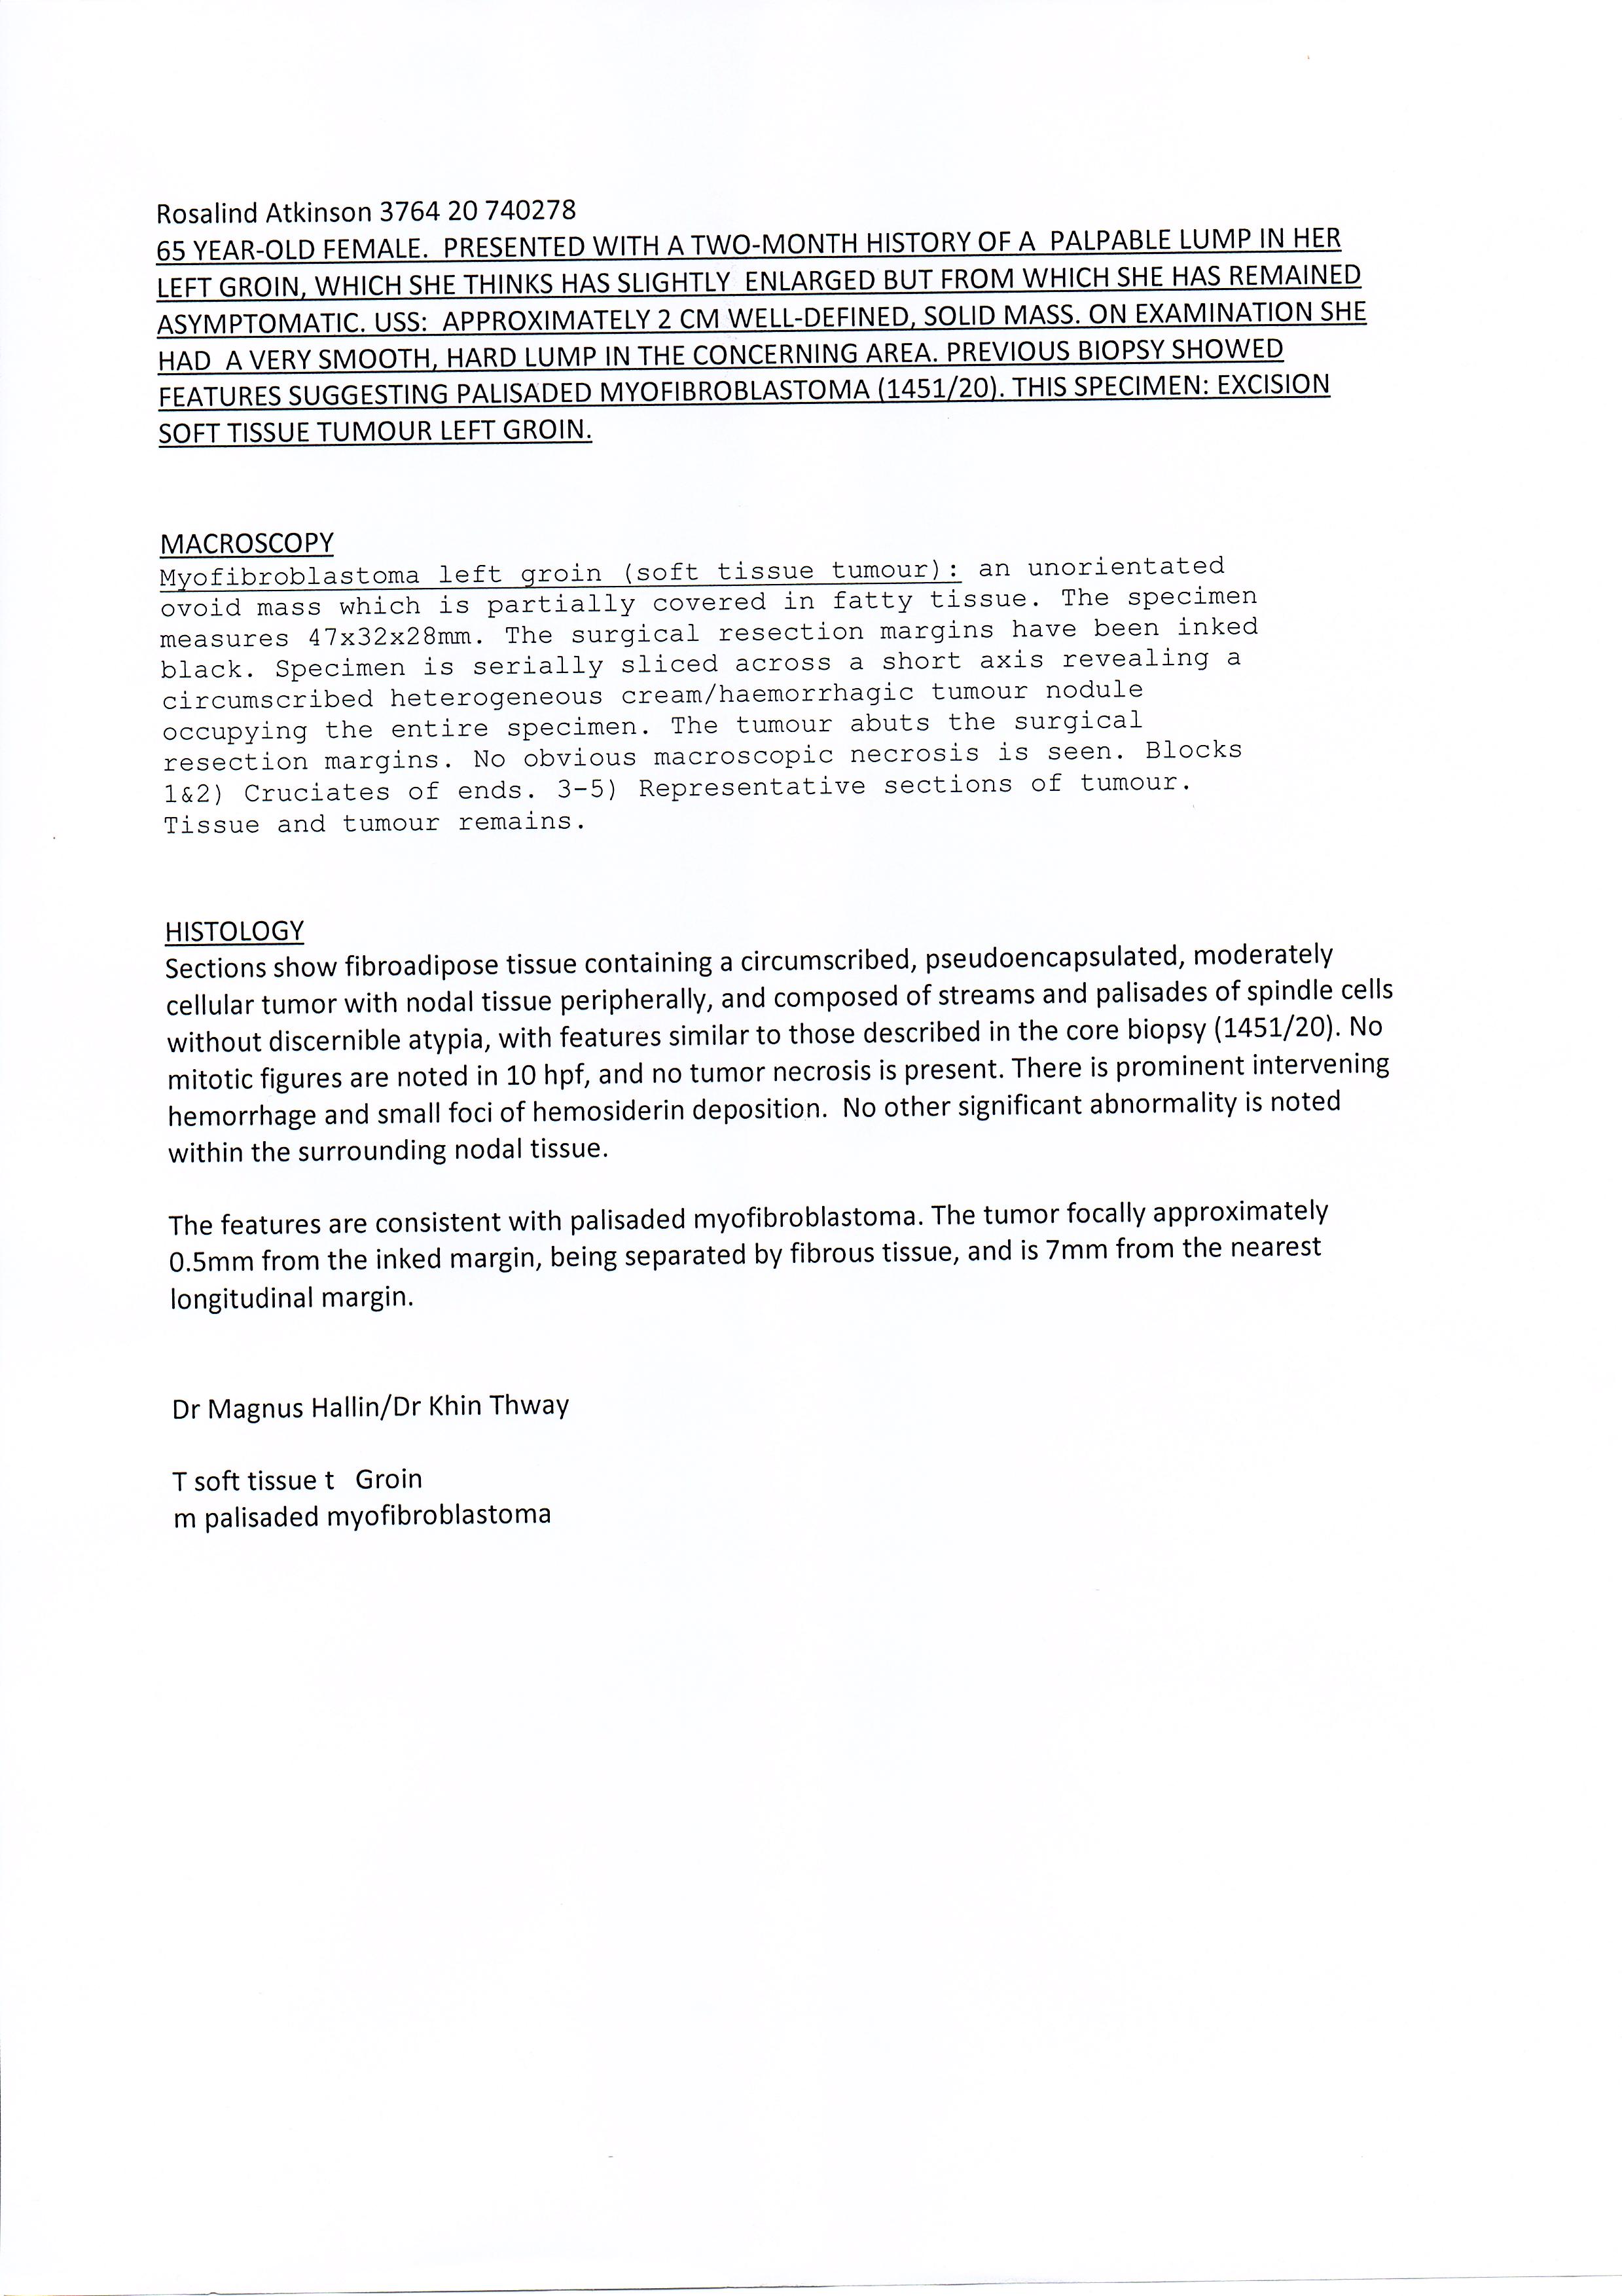 Rosalind Atkinson 3764 20 740278
65 YEAR-OLD FEMALE.  PRESENTED WITH A TWO-MONTH HISTORY OF A  PALPABLE LUMP IN HER
LEFT GROIN, WHICH SHE THINKS HAS SLIGHTLY  ENLARGED BUT FROM WHICH SHE HAS REMAINED
ASYMPTOMATIC. USS:  APPROXIMATELY 2 CM WELL-DEFINED, SOLID MASS. ON EXAMINATION SHE
HAD  A VERY SMOOTH, HARD LUMP IN THE CONCERNING AREA. PREVIOUS BIOPSY SHOWED
FEATURES SUGGESTING PALISADED MYOFIBROBLASTOMA (1451/20). THIS SPECIMEN: EXCISION
SOFT TISSUE TUMOUR LEFT GROIN.
MACROSCOPY
Myofibroblastoma left groin (soft tissue tumour): an unorientated
ovoid mass which is partially covered in fatty tissue. The specimen
measures 47x32x28mm. The surgical resection margins have been inked
black. Specimen is serially sliced across a short axis revealing a
circumscribed heterogeneous cream/haemorrhagic tumour nodule
occupying the entire specimen. The tumour abuts the surgical
resection margins. No obvious macroscopic necrosis is seen. Blocks
1&2) Cruciates of ends. 3-5) Representative sections of tumour.
Tissue and tumour remains.
HISTOLOGY
Sections show fibroadipose tissue containing a circumscribed, pseudoencapsulated, moderately
cellular tumor with nodal tissue peripherally, and composed of streams and palisades of spindle cells
without discernible atypia, with features similar to those described in the core biopsy (1451/20). No
mitotic figures are noted in 10 hpf, and no tumor necrosis is present. There is prominent intervening
hemorrhage and small foci of hemosiderin deposition.  No other significant abnormality is noted
within the surrounding nodal tissue.
The features are consistent with palisaded myofibroblastoma. The tumor focally approximately
0.5mm from the inked margin, being separated by fibrous tissue, and is 7mm from the nearest
longitudinal margin.
Dr Magnus Hallin/Dr Khin Thway
T soft tissue t   Groin
m palisaded myofibroblastoma